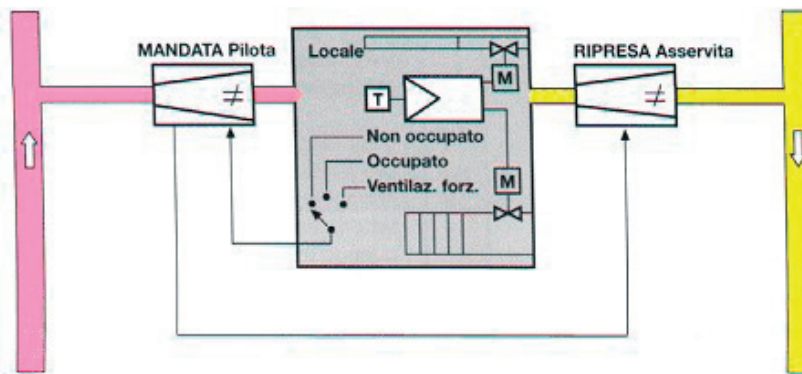 MANDATA Pilota
Locale
M
RIPRESA Asservita
T
Non occupato
Occupato
Ventilaz. forz.
M